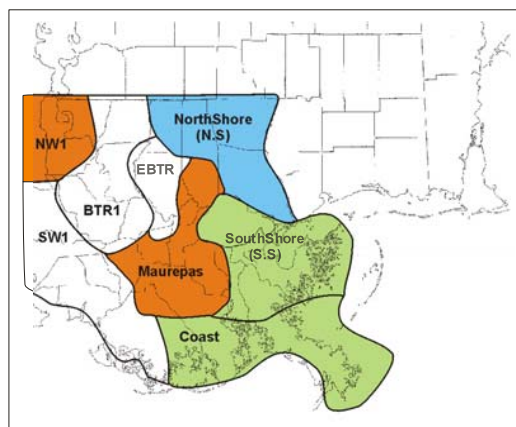 NorthShore
(N.S)
NW1
EBTR
BTR1
SW1
SouthShore
(S.S)
Maurepas
Coast